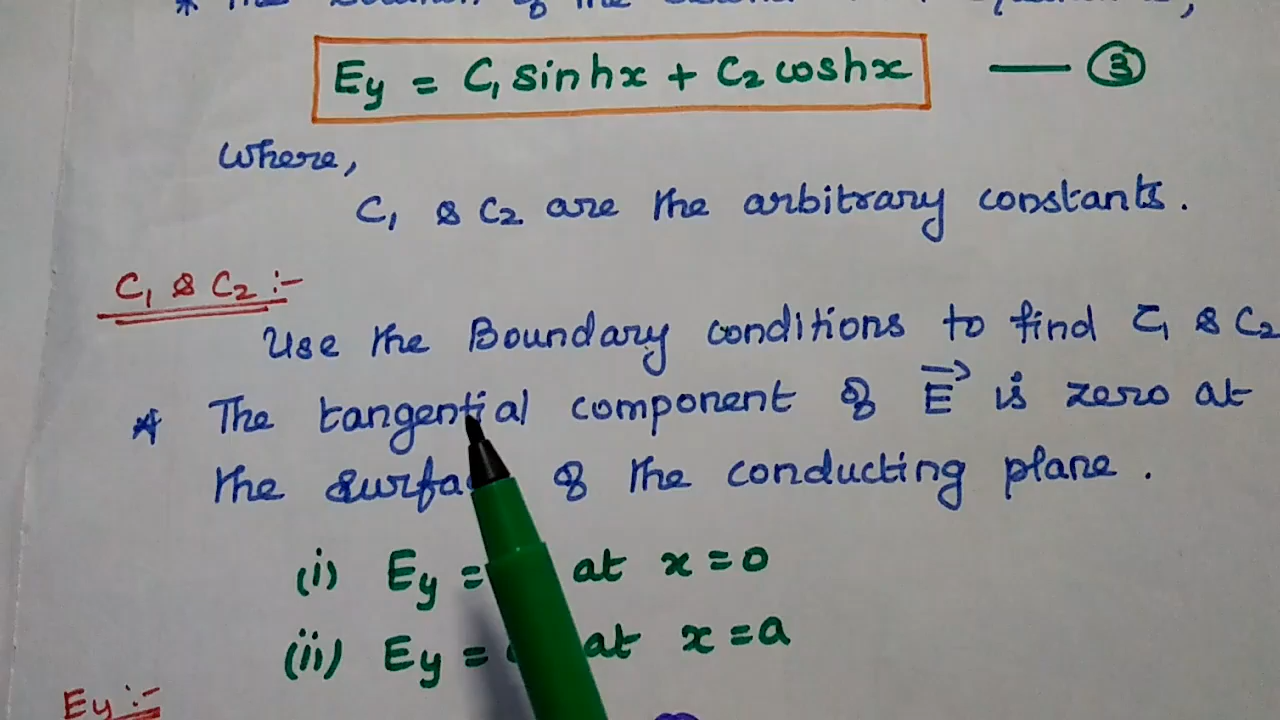 Ey = C₁ sinhx + C₂ coshx —— ③
Where,
C₁ & C₂ are the arbitrary constants.
C₁ & C₂ :-
Use the Boundary conditions to find C₁ & C₂
* The tangential component of E⃗ is zero at
the surface of the conducting plane.
(i) Ey = at x = 0
(ii) Ey = at x = a
Ey :-